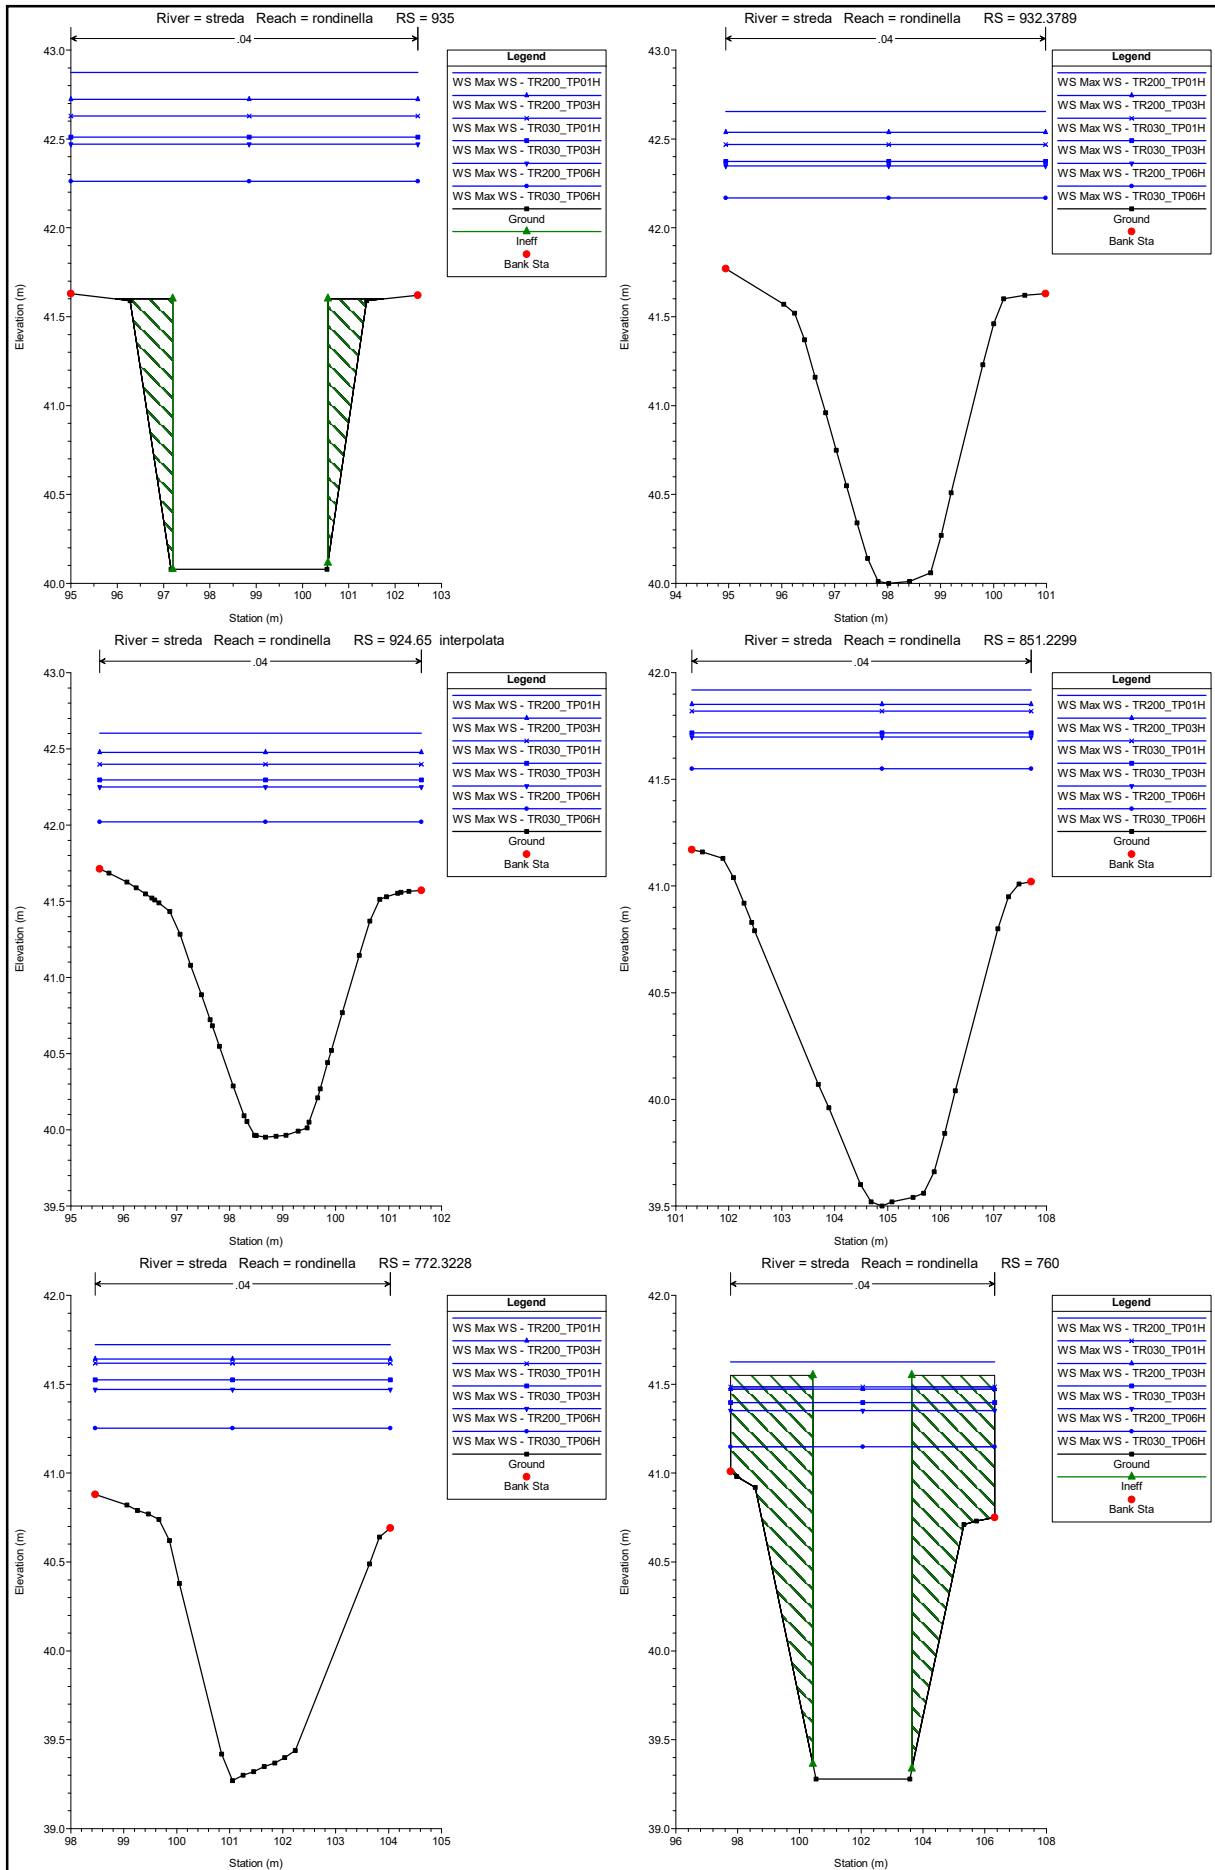 River = streda   Reach = rondinella      RS = 935
.04
43.0
42.5
42.0
41.5
41.0
40.5
40.0
95 96 97 98 99 100 101 102 103
Station (m)
Elevation (m)
Legend
WS Max WS - TR200_TP01H
WS Max WS - TR200_TP03H
WS Max WS - TR030_TP01H
WS Max WS - TR030_TP03H
WS Max WS - TR200_TP06H
WS Max WS - TR030_TP06H
Ground
Ineff
Bank Sta
River = streda   Reach = rondinella      RS = 932.3789
.04
43.0
42.5
42.0
41.5
41.0
40.5
40.0
94 95 96 97 98 99 100 101
Station (m)
Elevation (m)
Legend
WS Max WS - TR200_TP01H
WS Max WS - TR200_TP03H
WS Max WS - TR030_TP01H
WS Max WS - TR030_TP03H
WS Max WS - TR200_TP06H
WS Max WS - TR030_TP06H
Ground
Bank Sta
River = streda   Reach = rondinella      RS = 924.65  interpolata
.04
43.0
42.5
42.0
41.5
41.0
40.5
40.0
39.5
95 96 97 98 99 100 101 102
Station (m)
Elevation (m)
Legend
WS Max WS - TR200_TP01H
WS Max WS - TR200_TP03H
WS Max WS - TR030_TP01H
WS Max WS - TR030_TP03H
WS Max WS - TR200_TP06H
WS Max WS - TR030_TP06H
Ground
Bank Sta
River = streda   Reach = rondinella      RS = 851.2299
.04
42.0
41.5
41.0
40.5
40.0
39.5
101 102 103 104 105 106 107 108
Station (m)
Elevation (m)
Legend
WS Max WS - TR200_TP01H
WS Max WS - TR200_TP03H
WS Max WS - TR030_TP01H
WS Max WS - TR030_TP03H
WS Max WS - TR200_TP06H
WS Max WS - TR030_TP06H
Ground
Bank Sta
River = streda   Reach = rondinella      RS = 772.3228
.04
42.0
41.5
41.0
40.5
40.0
39.5
39.0
98 99 100 101 102 103 104 105
Station (m)
Elevation (m)
Legend
WS Max WS - TR200_TP01H
WS Max WS - TR200_TP03H
WS Max WS - TR030_TP01H
WS Max WS - TR030_TP03H
WS Max WS - TR200_TP06H
WS Max WS - TR030_TP06H
Ground
Bank Sta
River = streda   Reach = rondinella      RS = 760
.04
42.0
41.5
41.0
40.5
40.0
39.5
39.0
96 98 100 102 104 106 108
Station (m)
Elevation (m)
Legend
WS Max WS - TR200_TP01H
WS Max WS - TR030_TP01H
WS Max WS - TR200_TP03H
WS Max WS - TR030_TP03H
WS Max WS - TR200_TP06H
WS Max WS - TR030_TP06H
Ground
Ineff
Bank Sta